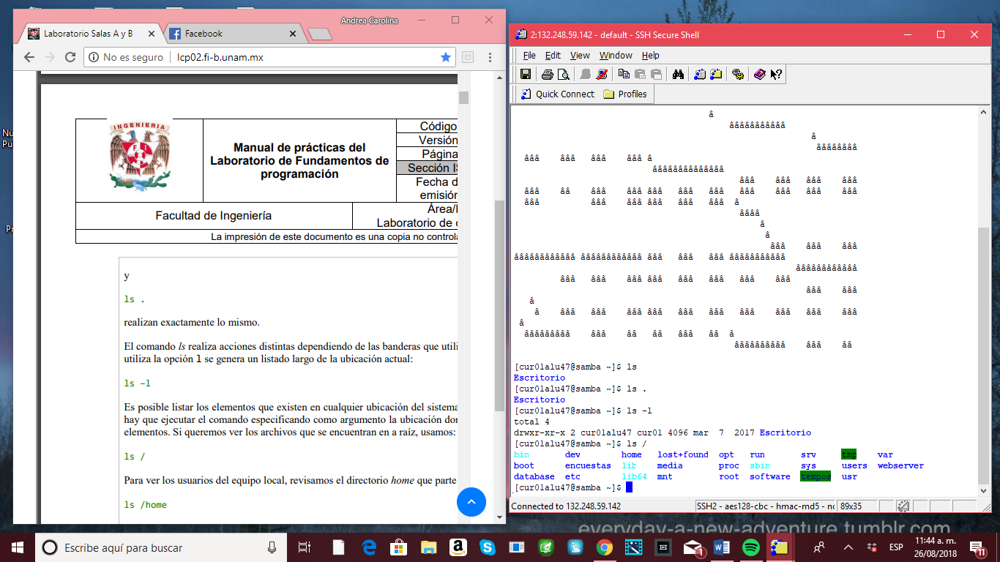 Andrea Carolina
Laboratorio Salas A y B
Facebook
No es seguro
lcp02.fi-b.unam.mx
INGENIERIA
Manual de prácticas del
Laboratorio de Fundamentos de
programación
Código
Versión
Página
Sección IS
Fecha d
emisión
Facultad de Ingeniería
Área/
Laboratorio de
La impresión de este documento es una copia no controla
y
ls .
realizan exactamente lo mismo.
El comando ls realiza acciones distintas dependiendo de las banderas que utili
utiliza la opción l se genera un listado largo de la ubicación actual:
ls –l
Es posible listar los elementos que existen en cualquier ubicación del sistema
hay que ejecutar el comando especificando como argumento la ubicación don
elementos. Si queremos ver los archivos que se encuentran en a raíz, usamos:
ls /
Para ver los usuarios del equipo local, revisamos el directorio home que parte
ls /home
2:132.248.59.142 - default - SSH Secure Shell
File Edit View Window Help
Quick Connect Profiles
â
âââââââââââ
â
ââââââââ
âââ âââ âââ âââ â
ââââââââââââââ
âââ âââ âââ âââ
âââ ââ âââ âââ âââ âââ âââ âââ âââ âââ âââ
âââ âââ âââ âââ âââ âââ â
ââââ
â
â
âââ âââ âââ
ââââââââââââ ââââââââââââ âââ âââ âââ âââââââââââ
ââââââââââââ
âââ âââ âââ âââ âââ âââ âââ âââ
âââ âââ
â
â âââ âââ âââ âââ âââ âââ âââ âââ âââ âââ
â
âââââââââ âââ ââ ââ âââ ââ â
ââââââââââ âââ ââ
[cur01alu47@samba ~]$ ls
Escritorio
[cur01alu47@samba ~]$ ls .
Escritorio
[cur01alu47@samba ~]$ ls -l
total 4
drwxr-xr-x 2 cur01alu47 cur01 4096 mar 7 2017 Escritorio
[cur01alu47@samba ~]$ ls /
bin dev home lost+found opt run srv tmp var
boot encuestas lib media proc sbin sys users webserver
database etc lib64 mnt root software tempos usr
[cur01alu47@samba ~]$
Connected to 132.248.59.142
SSH2 - aes128-cbc - hmac-md5 - no
89x35
everyday-a-new-adventure.tumblr.com
Nu
Pu
Escribe aquí para buscar
1
ESP
11:44 a. m.
26/08/2018
11